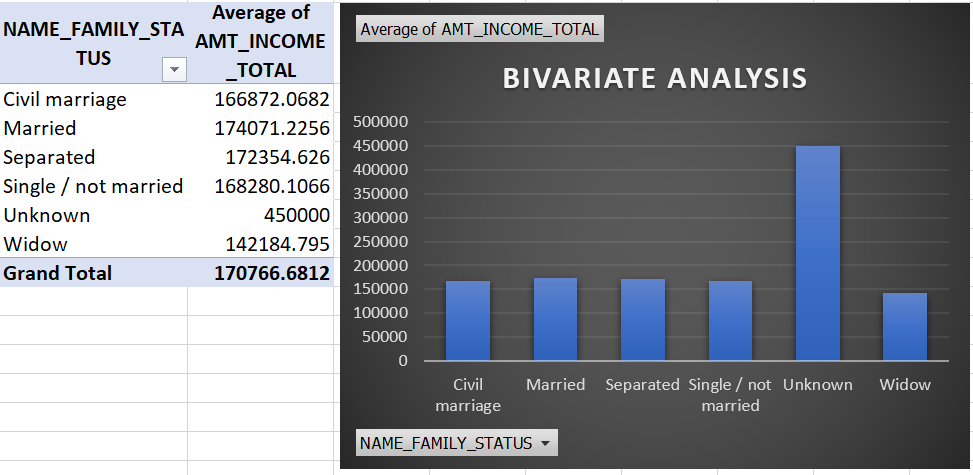 NAME_FAMILY_STA
TUS
Average of
AMT_INCOME
_TOTAL
Civil marriage 166872.0682
Married 174071.2256
Separated 172354.626
Single / not married 168280.1066
Unknown 450000
Widow 142184.795
Grand Total 170766.6812
Average of AMT_INCOME_TOTAL
BIVARIATE ANALYSIS
500000
450000
400000
350000
300000
250000
200000
150000
100000
50000
0
Civil
marriage
Married
Separated
Single / not
married
Unknown
Widow
NAME_FAMILY_STATUS